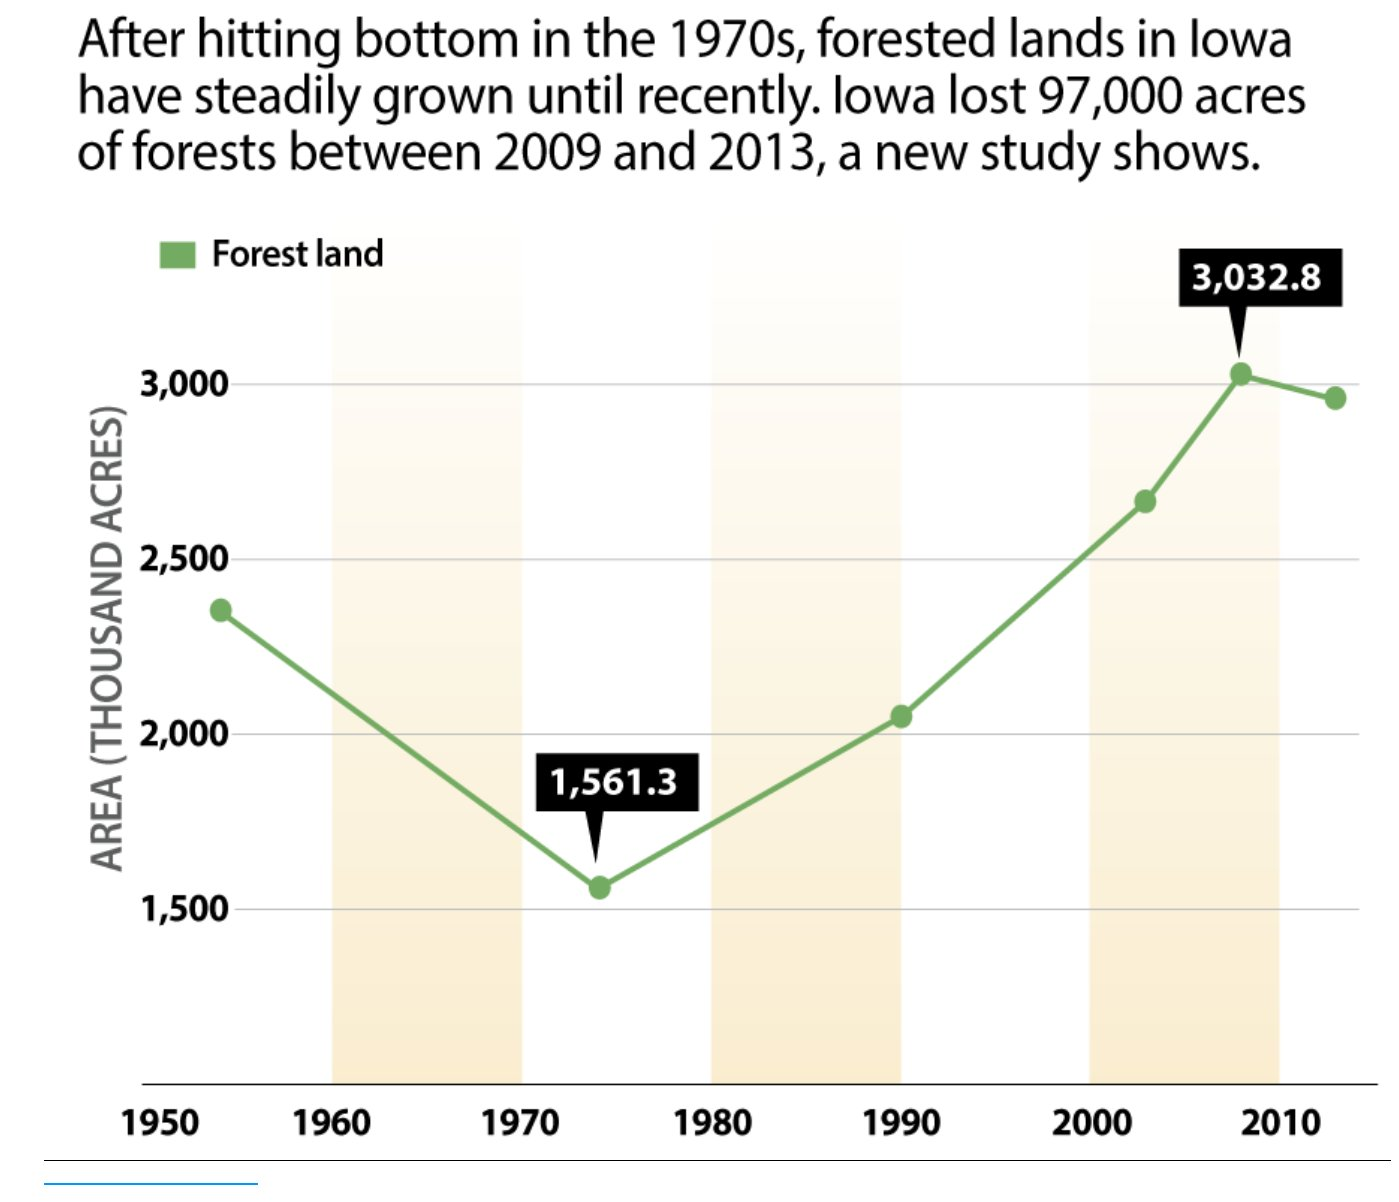 After hitting bottom in the 1970s, forested lands in Iowa
have steadily grown until recently. Iowa lost 97,000 acres
of forests between 2009 and 2013, a new study shows.
Forest land
3,032.8
3,000
2,500
2,000
1,500
AREA (THOUSAND ACRES)
1,561.3
1950 1960 1970 1980 1990 2000 2010